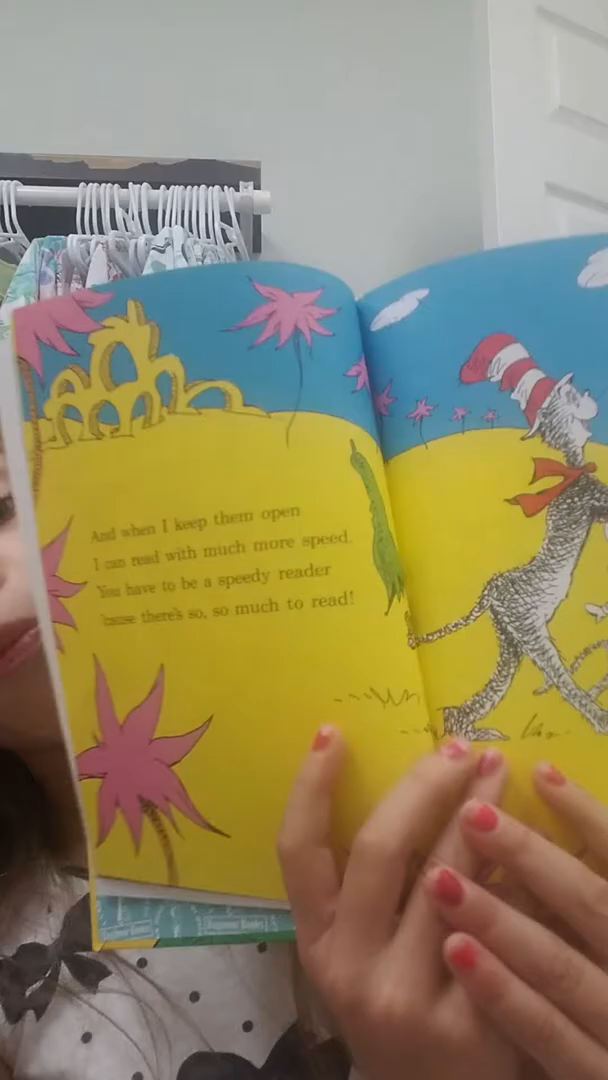 And when I keep them open
I can read with much more speed.
You have to be a speedy reader
'cause there's so, so much to read!